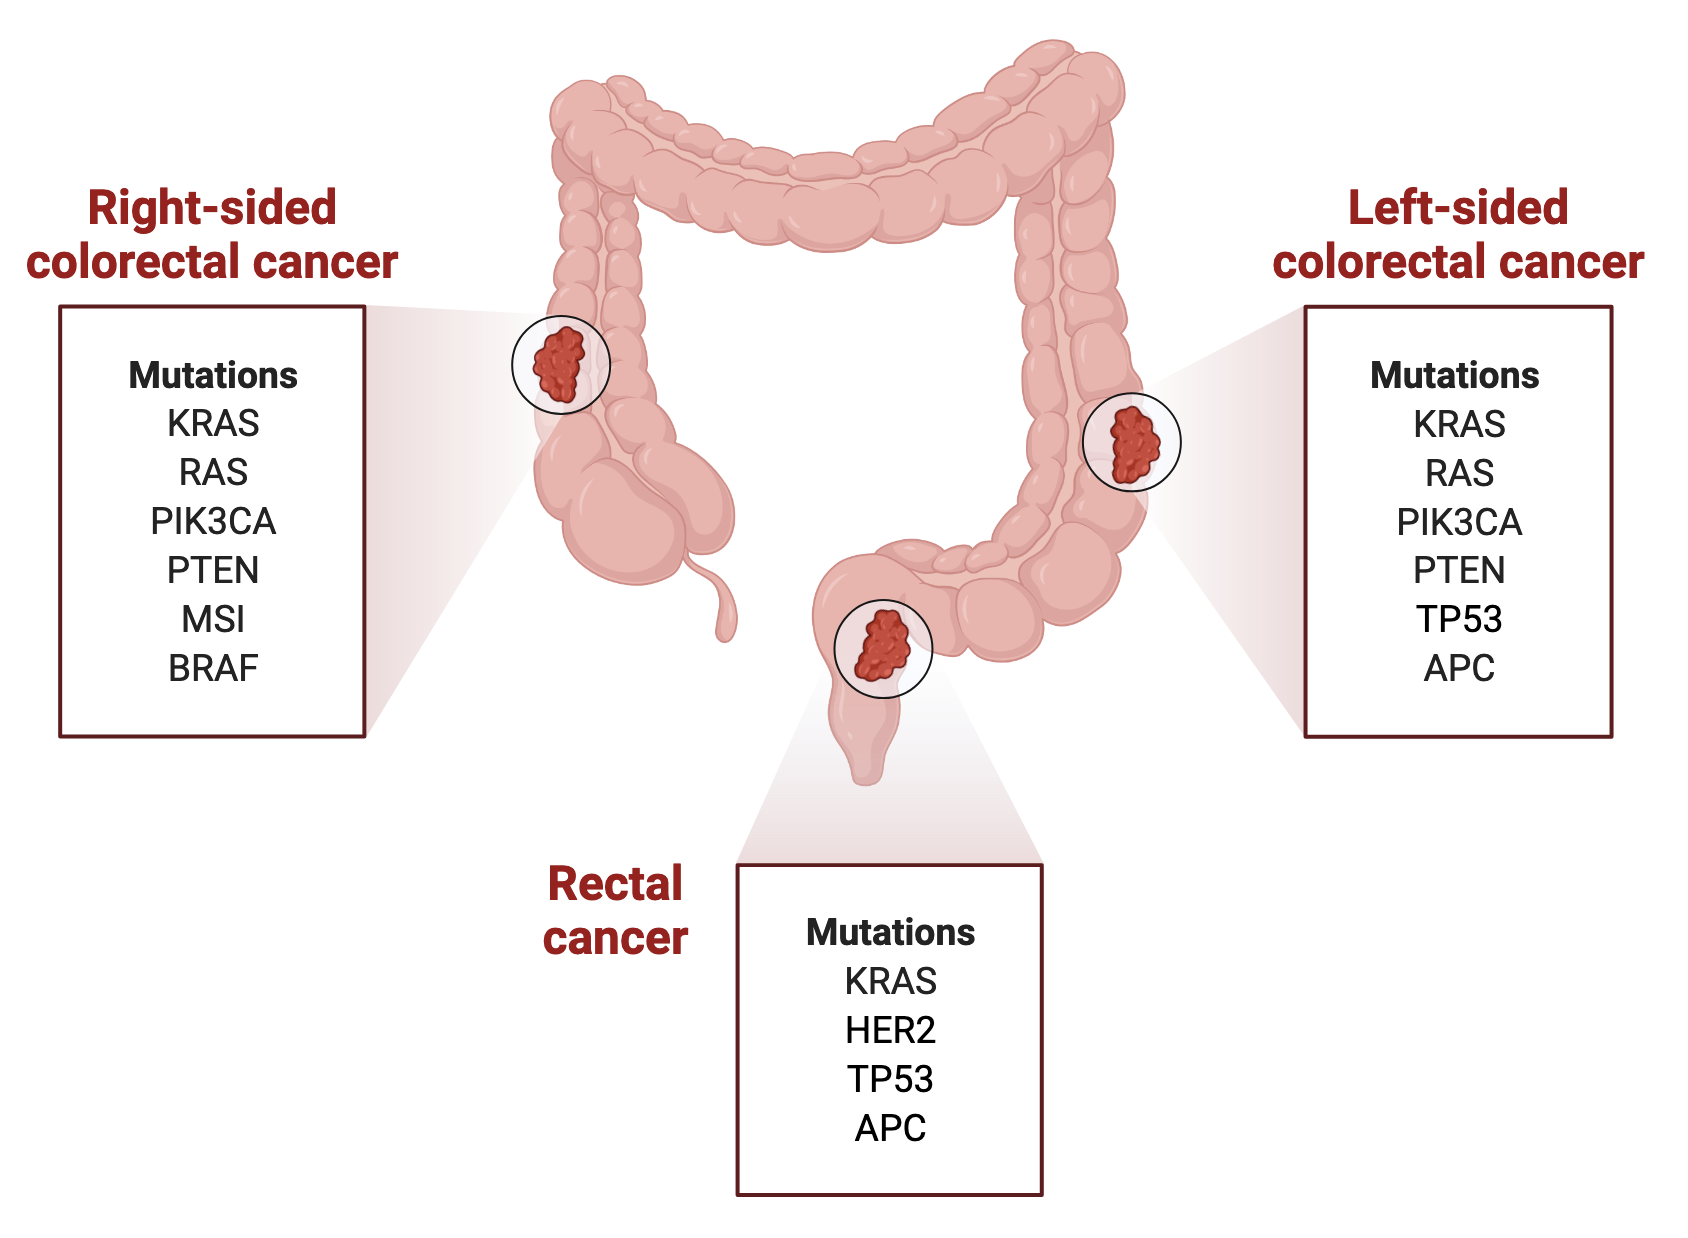 Right-sided
colorectal cancer
Mutations
KRAS
RAS
PIK3CA
PTEN
MSI
BRAF
Left-sided
colorectal cancer
Mutations
KRAS
RAS
PIK3CA
PTEN
TP53
APC
Rectal
cancer
Mutations
KRAS
HER2
TP53
APC